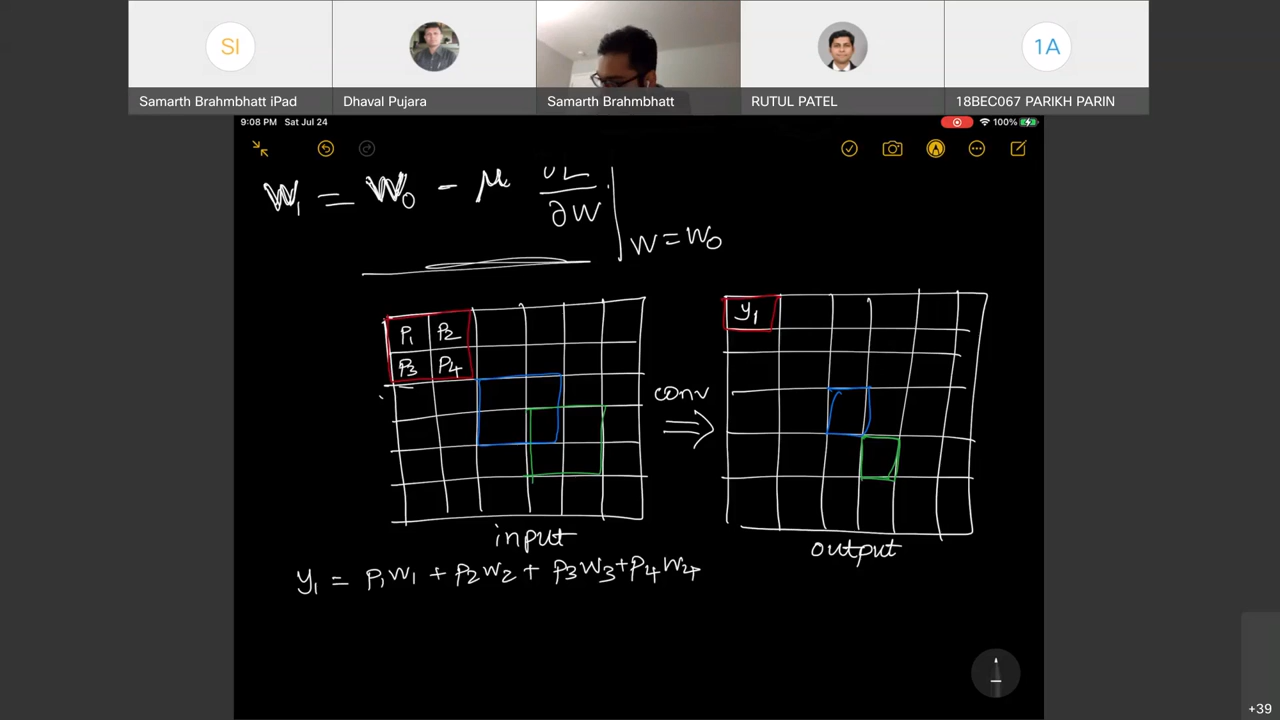 SI
1A
Samarth Brahmbhatt iPad
Dhaval Pujara
Samarth Brahmbhatt
RUTUL PATEL
18BEC067 PARIKH PARIN
9:08 PM Sat Jul 24
100%
W₁ = W₀ - μ ∂L/∂W | W = W₀
P₁ P₂
P₃ P₄
conv
y₁
input
output
y₁ = P₁W₁ + P₂W₂ + P₃W₃ + P₄W₄
+39